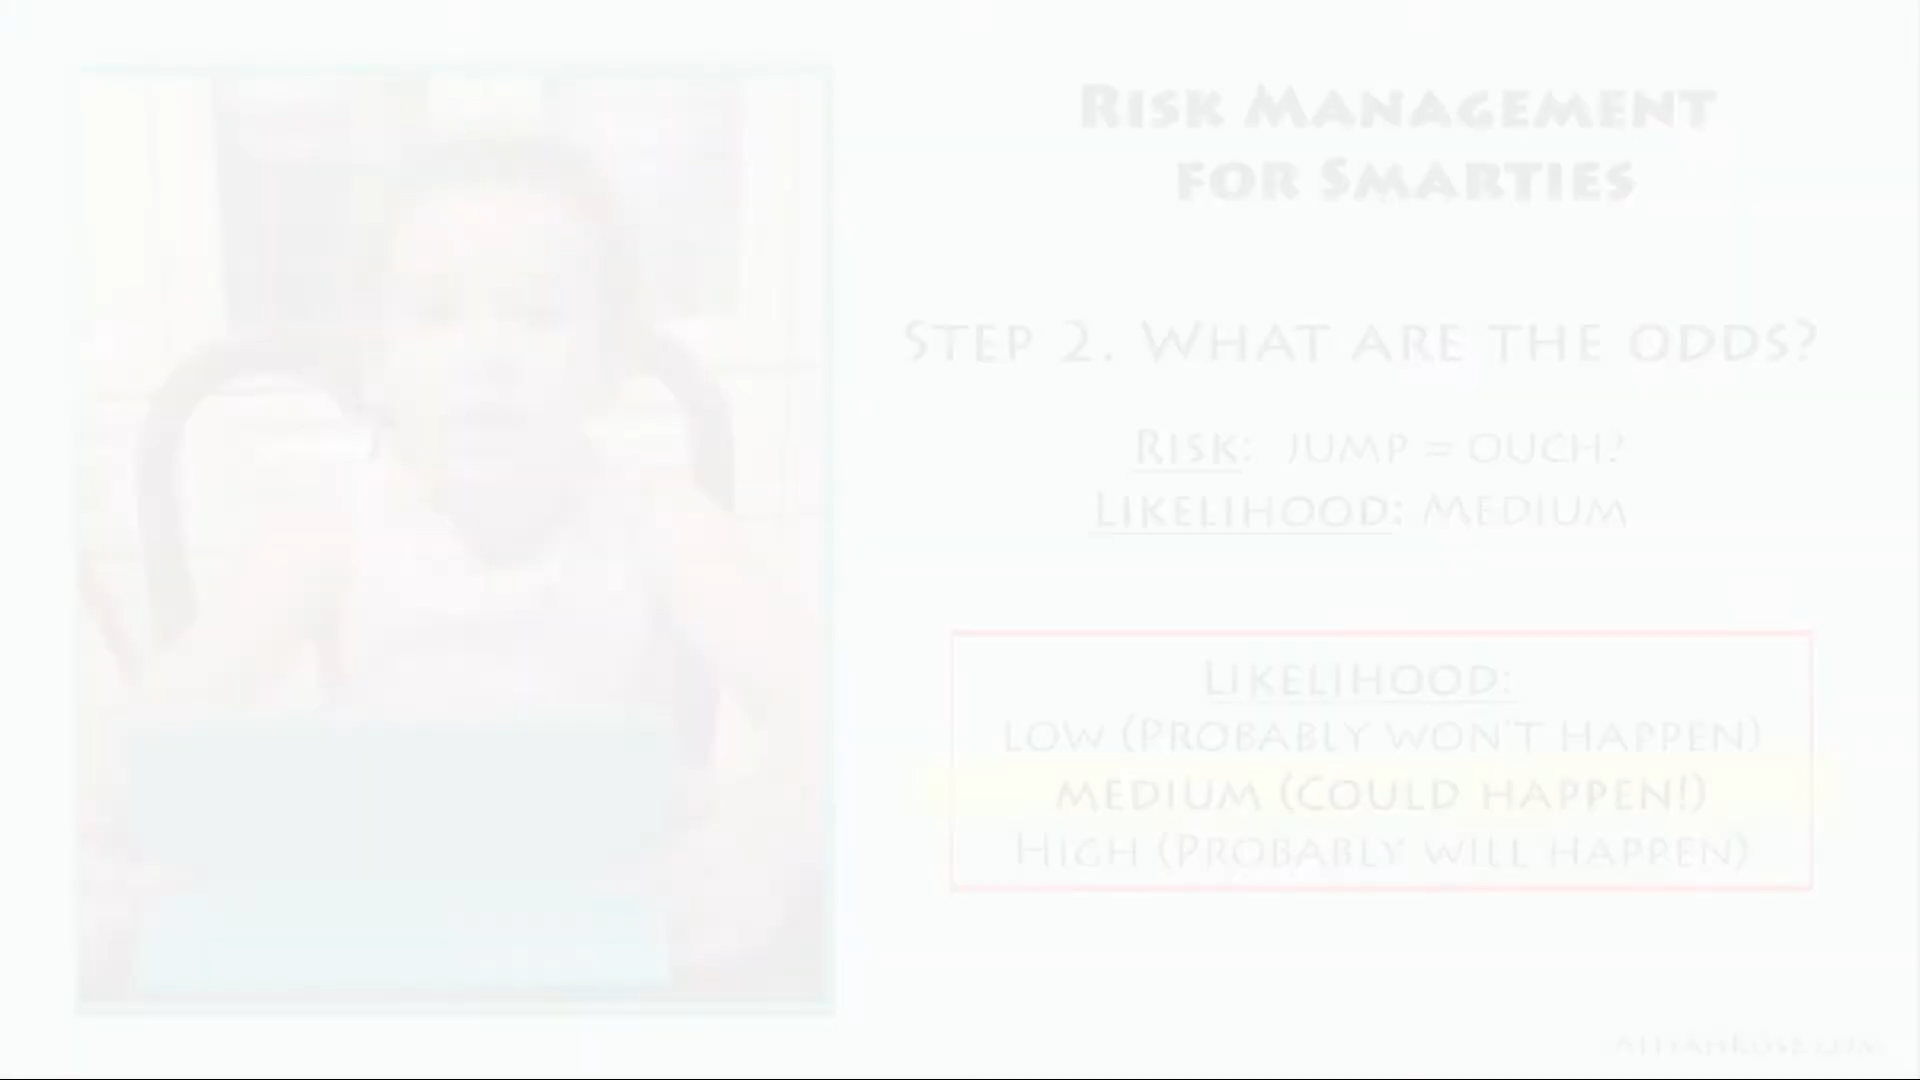 Risk Management
for Smarties
Step 2. What are the odds?
Risk: jump = ouch?
Likelihood: Medium
Likelihood:
Low (Probably won't happen)
medium (Could happen!)
High (Probably will happen)